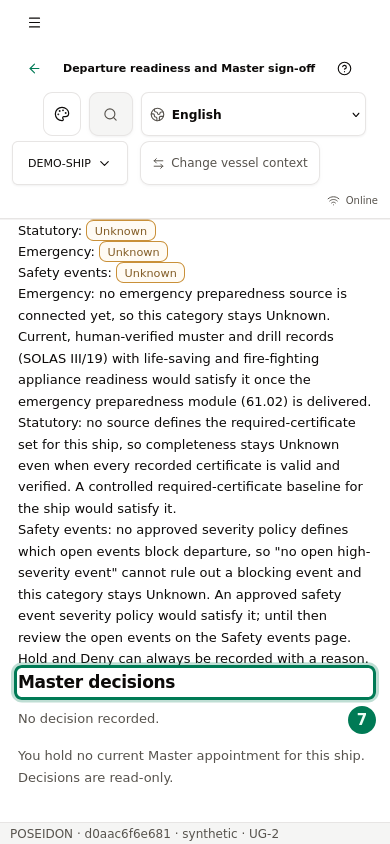 Departure readiness and Master sign-off
English
DEMO-SHIP
Change vessel context
Online
Statutory: Unknown
Emergency: Unknown
Safety events: Unknown
Emergency: no emergency preparedness source is
connected yet, so this category stays Unknown.
Current, human-verified muster and drill records
(SOLAS III/19) with life-saving and fire-fighting
appliance readiness would satisfy it once the
emergency preparedness module (61.02) is delivered.
Statutory: no source defines the required-certificate
set for this ship, so completeness stays Unknown
even when every recorded certificate is valid and
verified. A controlled required-certificate baseline for
the ship would satisfy it.
Safety events: no approved severity policy defines
which open events block departure, so "no open high-
severity event" cannot rule out a blocking event and
this category stays Unknown. An approved safety
event severity policy would satisfy it; until then
review the open events on the Safety events page.
Hold and Deny can always be recorded with a reason.
Master decisions
No decision recorded.
7
You hold no current Master appointment for this ship.
Decisions are read-only.
POSEIDON · d0aac6f6e681 · synthetic · UG-2